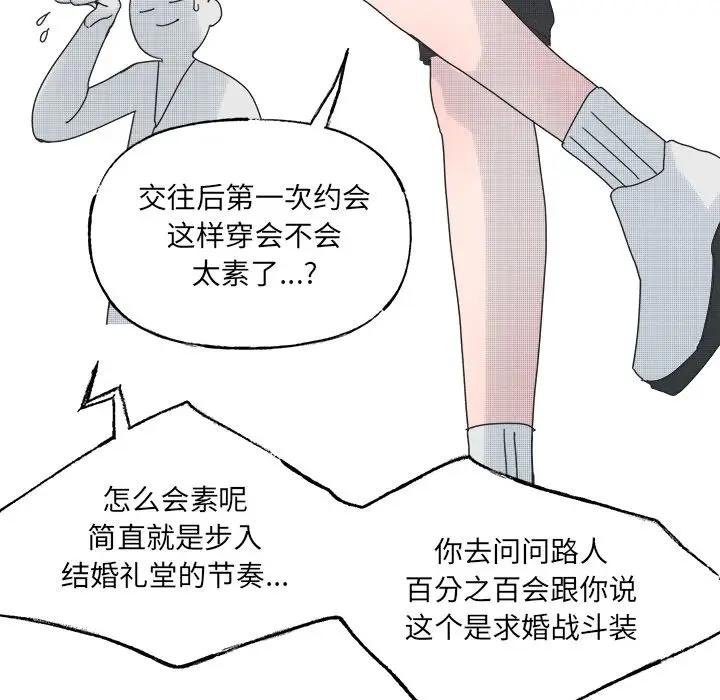 交往后第一次约会
这样穿会不会
太素了...?
怎么会素呢
简直就是步入
结婚礼堂的节奏...
你去问问路人
百分之百会跟你说
这个是求婚战斗装